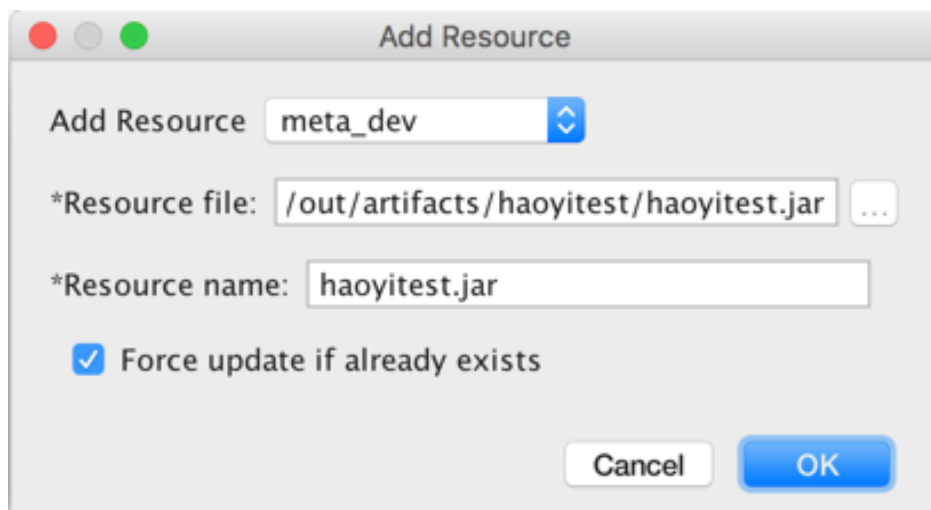 Add Resource
Add Resource meta_dev
*Resource file: /out/artifacts/haoyitest/haoyitest.jar ...
*Resource name: haoyitest.jar
Force update if already exists
Cancel OK